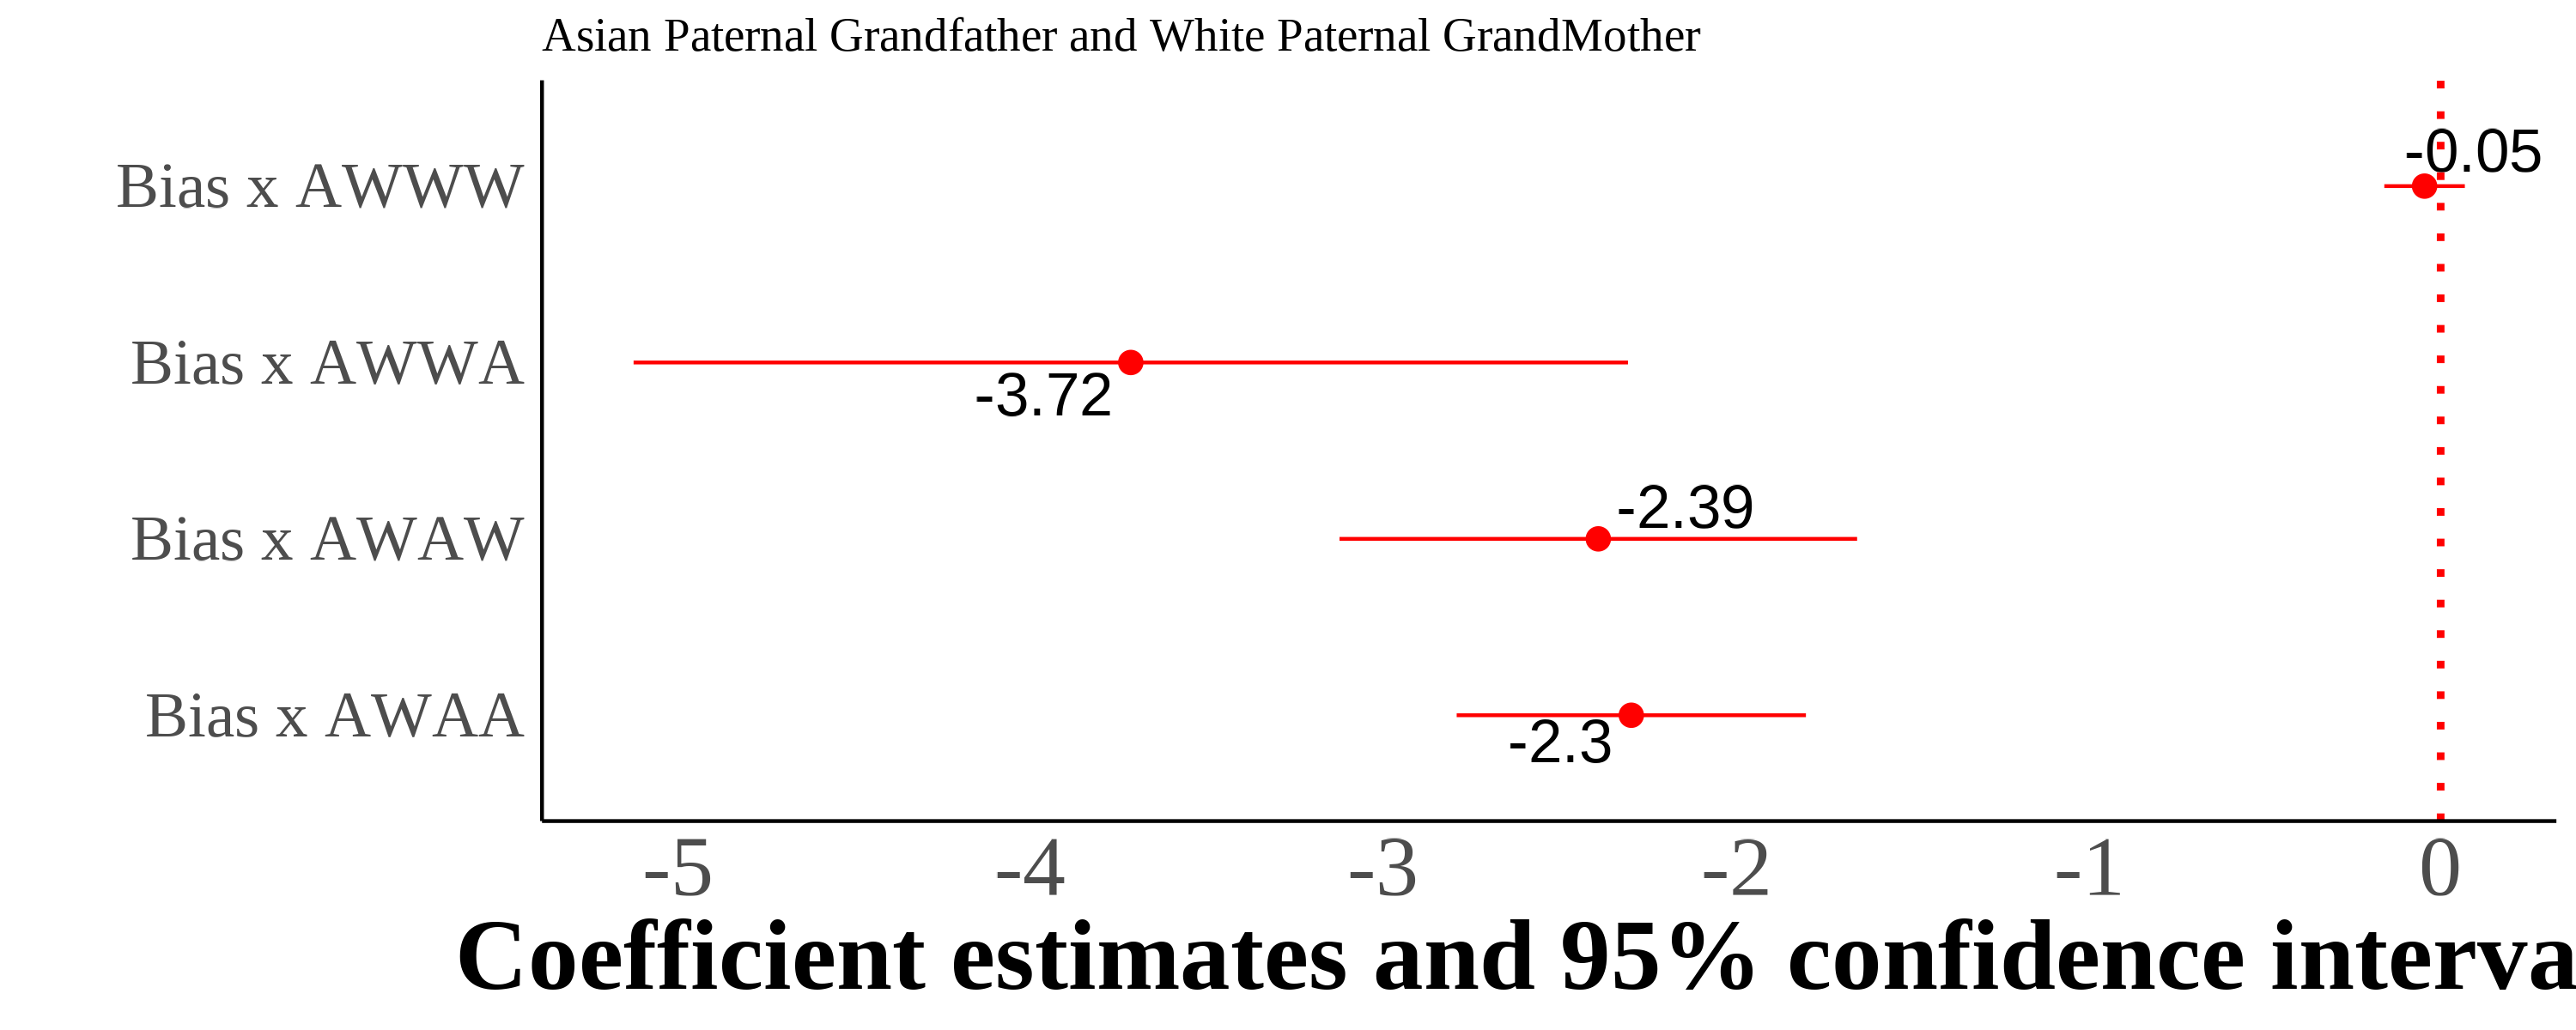 Asian Paternal Grandfather and White Paternal GrandMother
-0.05
Bias x AWWW
Bias x AWWA
-3.72
-2.39
Bias x AWAW
Bias x AWAA
-2.3
-5 -4 -3 -2 -1 0
Coefficient estimates and 95% confidence interva